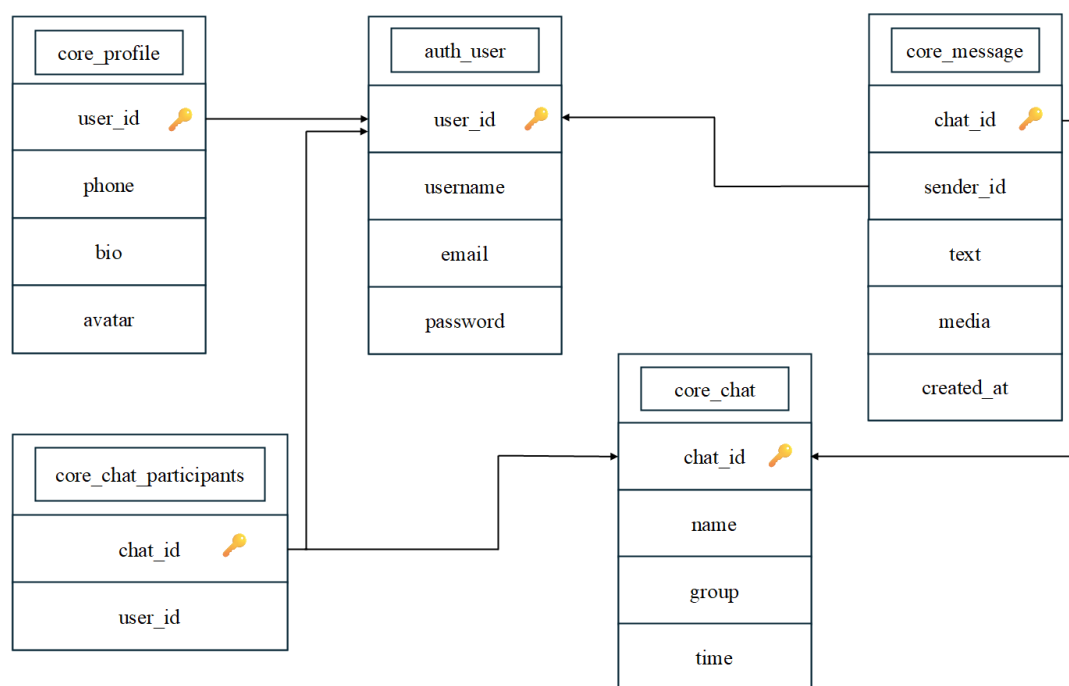 core_profile
user_id
phone
bio
avatar
auth_user
user_id
username
email
password
core_message
chat_id
sender_id
text
media
created_at
core_chat_participants
chat_id
user_id
core_chat
chat_id
name
group
time